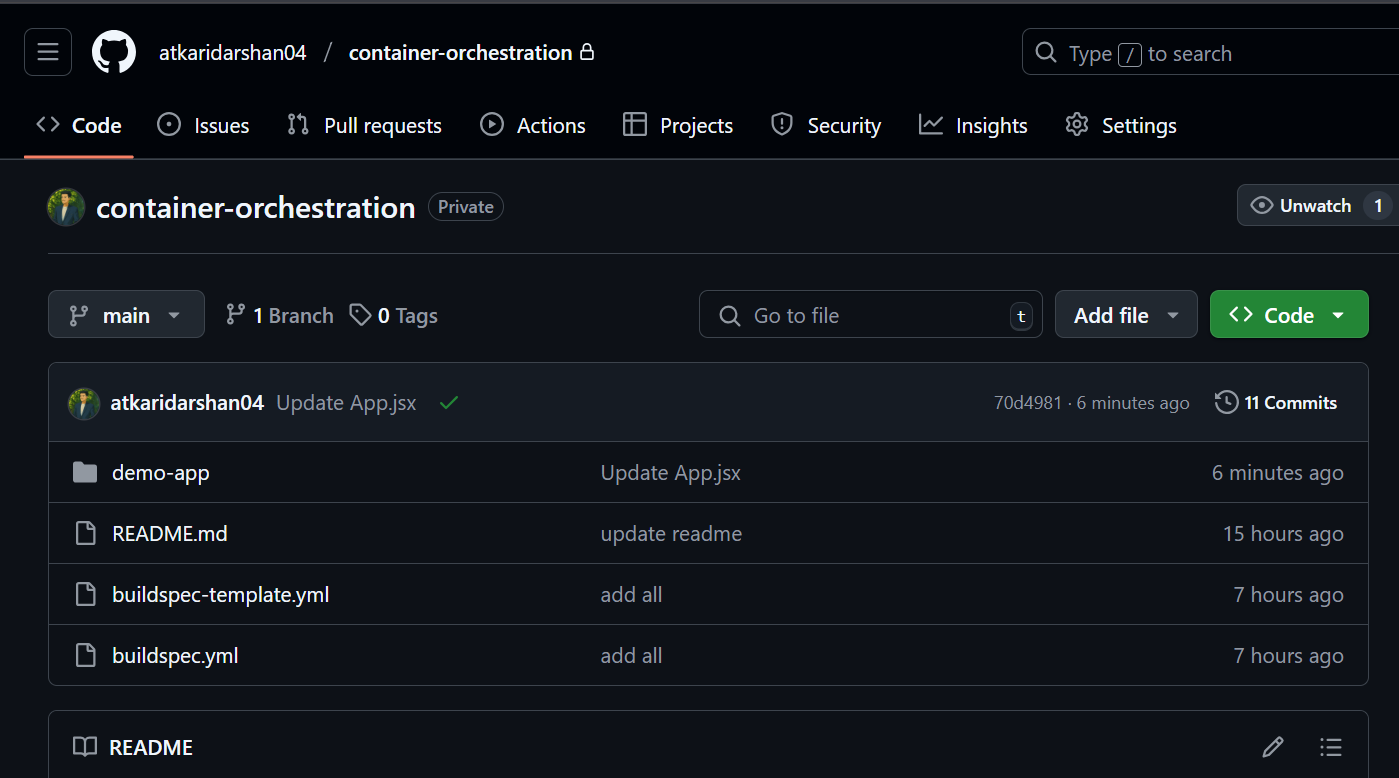 atkaridarshan04 / container-orchestration Type / to search
Code Issues Pull requests Actions Projects Security Insights Settings
container-orchestration Private Unwatch 1
main 1 Branch 0 Tags Go to file t Add file Code
atkaridarshan04 Update App.jsx 70d4981 · 6 minutes ago 11 Commits
demo-app Update App.jsx 6 minutes ago
README.md update readme 15 hours ago
buildspec-template.yml add all 7 hours ago
buildspec.yml add all 7 hours ago
README